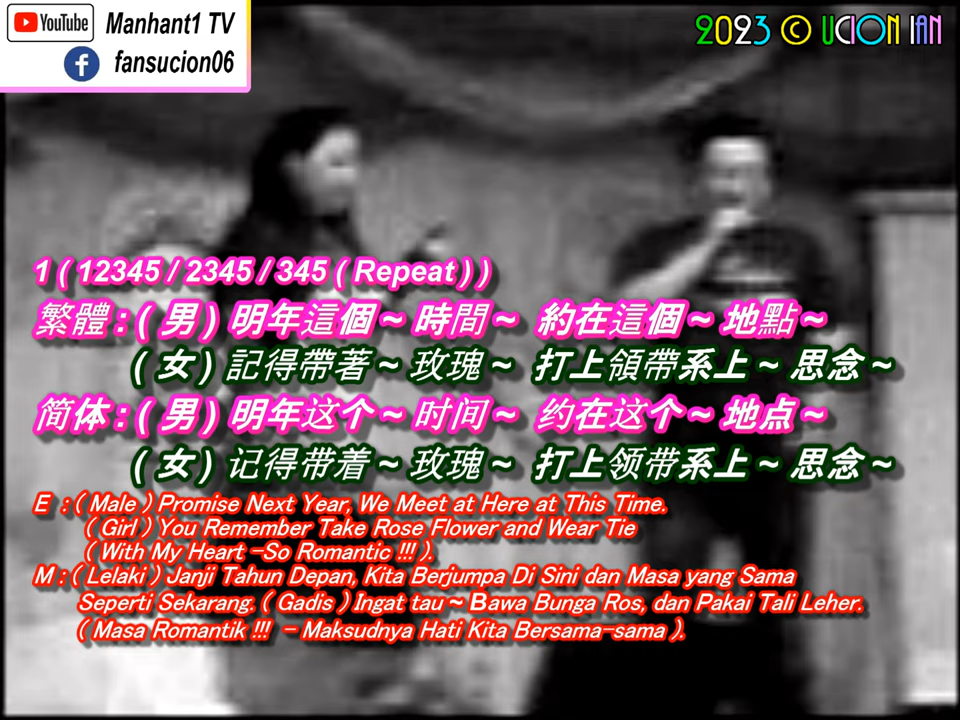 YouTube Manhant1 TV
fansucion06
2023 © UCION IAN
1 ( 12345 / 2345 / 345 ( Repeat ) )
繁體 : ( 男 ) 明年這個 ~ 時間 ~ 約在這個 ~ 地點 ~
( 女 ) 記得帶著 ~ 玫瑰 ~ 打上領帶系上 ~ 思念 ~
简体 : ( 男 ) 明年这个 ~ 时间 ~ 约在这个 ~ 地点 ~
( 女 ) 记得带着 ~ 玫瑰 ~ 打上领带系上 ~ 思念 ~
E : ( Male ) Promise Next Year, We Meet at Here at This Time.
( Girl ) You Remember Take Rose Flower and Wear Tie
( With My Heart -So Romantic !!! ).
M : ( Lelaki ) Janji Tahun Depan, Kita Berjumpa Di Sini dan Masa yang Sama
Seperti Sekarang. ( Gadis ) Ingat tau ~ Bawa Bunga Ros, dan Pakai Tali Leher.
( Masa Romantik !!! - Maksudnya Hati Kita Bersama-sama ).